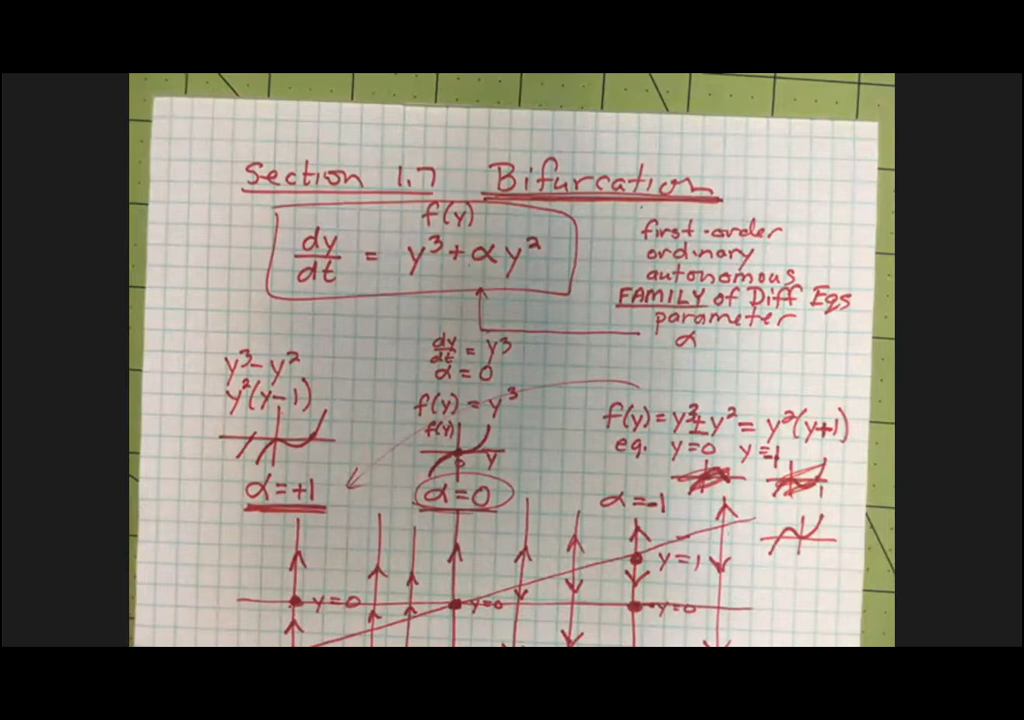 Section 1.7 Bifurcation
f(y)
dy/dt = y³ + αy²
first-order
ordinary
autonomous
FAMILY of Diff Eqs
parameter
α
y³ - y²
y²(y-1)
α = +1
dy/dt = y³
α = 0
f(y) = y³
f(y)
y
α = 0
f(y) = y³ + y² = y²(y+1)
eq. y=0 y=-1
α = -1
y=1
y=0
y=0
y=0